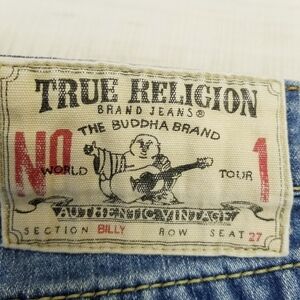 TRUE RELIGION
BRAND JEANS®
THE BUDDHA BRAND
NO 1
WORLD TOUR
AUTHENTIC VINTAGE
SECTION BILLY ROW SEAT 27